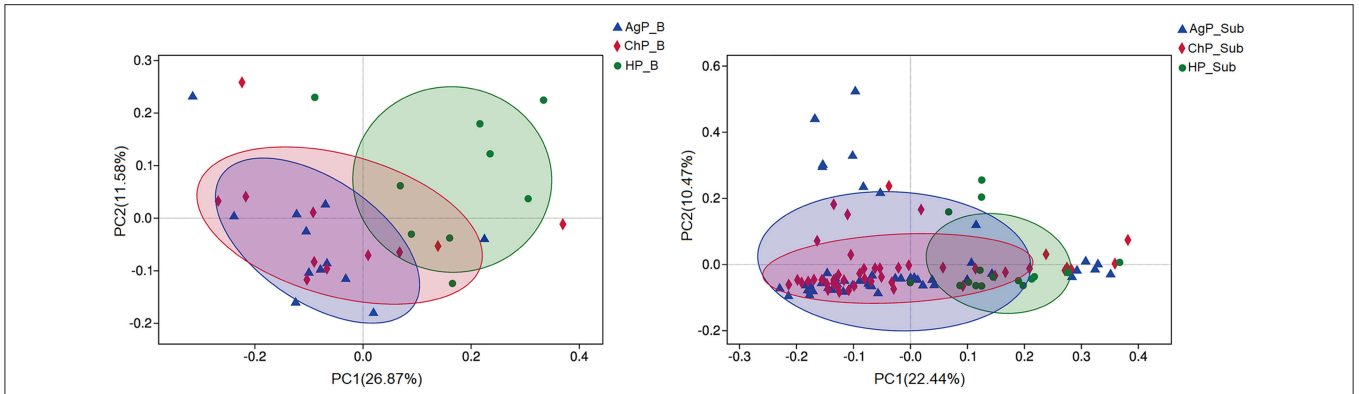 AgP_B
ChP_B
HP_B
0.3
0.2
0.1
0.0
-0.1
-0.2
PC2(11.58%)
-0.2
0.0
0.2
0.4
PC1(26.87%)
AgP_Sub
ChP_Sub
HP_Sub
0.6
0.4
0.2
0.0
-0.2
PC2(10.47%)
-0.3
-0.2
-0.1
-0.0
0.1
0.2
0.3
0.4
PC1(22.44%)